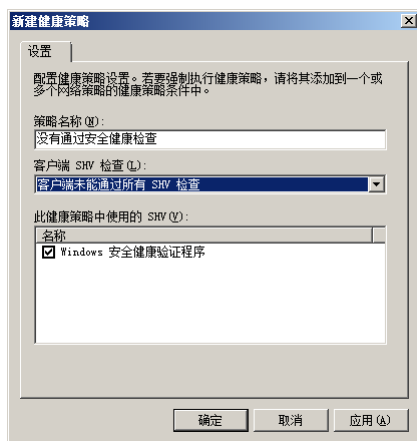 新建健康策略
设置
配置健康策略设置。若要强制执行健康策略，请将其添加到一个或
多个网络策略的健康策略条件中。
策略名称(N):
没有通过安全健康检查
客户端 SHV 检查(L):
客户端未能通过所有 SHV 检查
此健康策略中使用的 SHV(V):
名称
Windows 安全健康验证程序
确定 取消 应用(A)